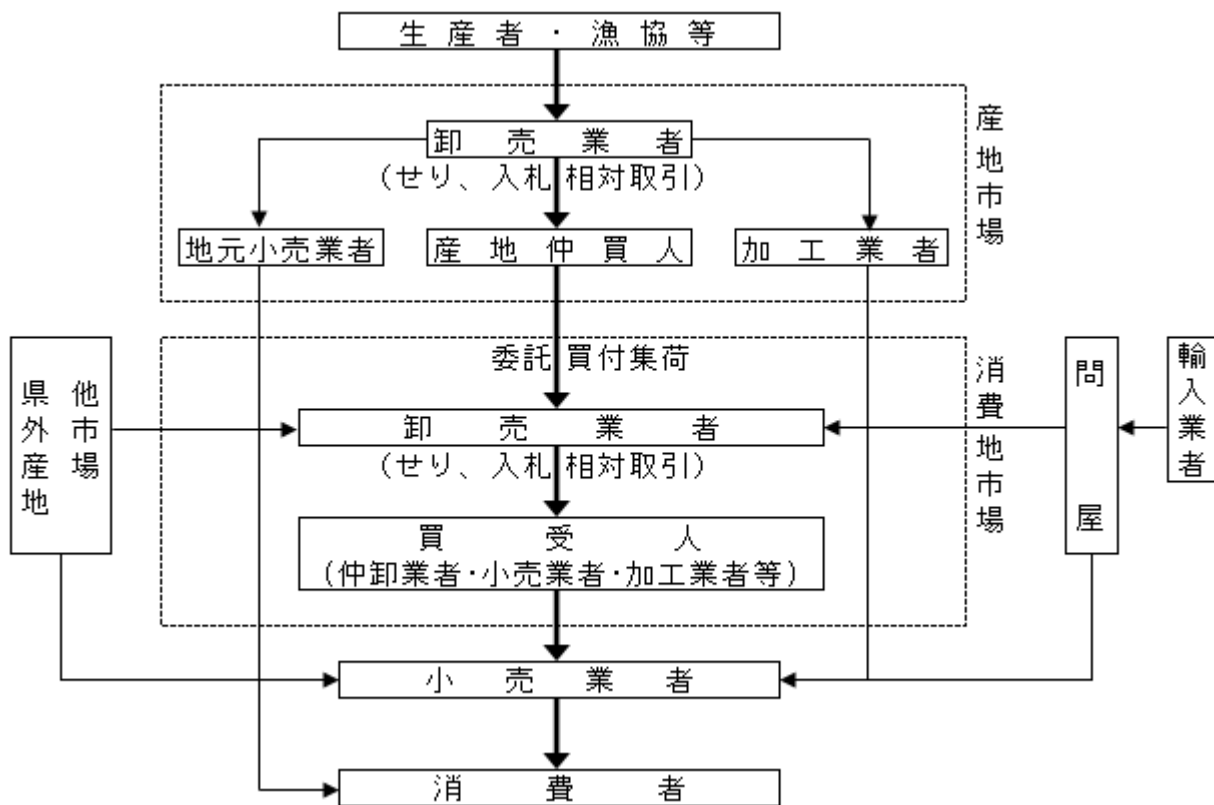 生産者・漁協等
産地市場
卸売業者
(せり、入札 相対取引)
地元小売業者
産地仲買人
加工業者
県外産地
他市場
委託 買付集荷
消費地市場
問屋
輸入業者
卸売業者
(せり、入札 相対取引)
買受人
(仲卸業者・小売業者・加工業者等)
小売業者
消費者